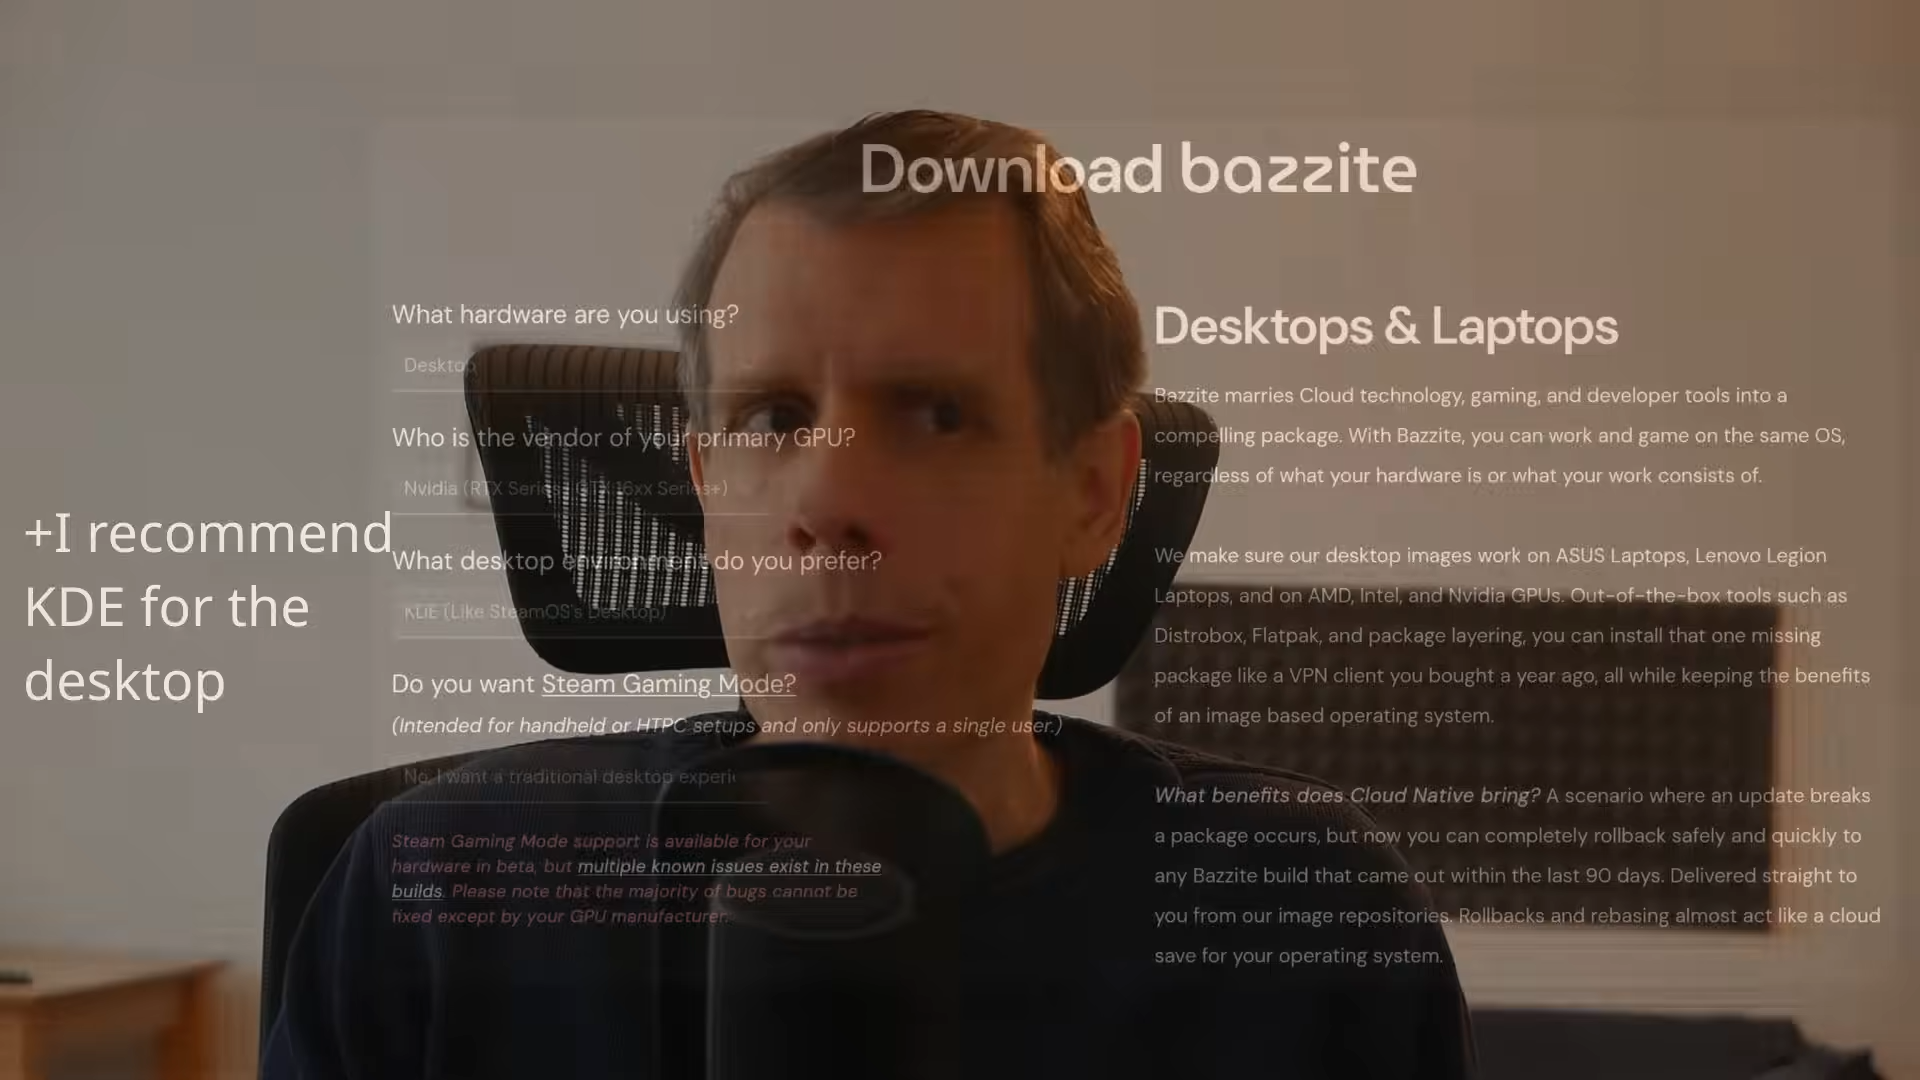 Download bazzite
+I recommend
KDE for the
desktop
What hardware are you using?
Desktop
Who is the vendor of your primary GPU?
Nvidia (RTX Series, GTX 16xx Series+)
What desktop environment do you prefer?
KDE (Like SteamOS's Desktop)
Do you want Steam Gaming Mode?
(Intended for handheld or HTPC setups and only supports a single user.)
No, I want a traditional desktop experi
Steam Gaming Mode support is available for your
hardware in beta, but multiple known issues exist in these
builds. Please note that the majority of bugs cannot be
fixed except by your GPU manufacturer.
Desktops & Laptops
Bazzite marries Cloud technology, gaming, and developer tools into a
compelling package. With Bazzite, you can work and game on the same OS,
regardless of what your hardware is or what your work consists of.
We make sure our desktop images work on ASUS Laptops, Lenovo Legion
Laptops, and on AMD, Intel, and Nvidia GPUs. Out-of-the-box tools such as
Distrobox, Flatpak, and package layering, you can install that one missing
package like a VPN client you bought a year ago, all while keeping the benefits
of an image based operating system.
What benefits does Cloud Native bring? A scenario where an update breaks
a package occurs, but now you can completely rollback safely and quickly to
any Bazzite build that came out within the last 90 days. Delivered straight to
you from our image repositories. Rollbacks and rebasing almost act like a cloud
save for your operating system.